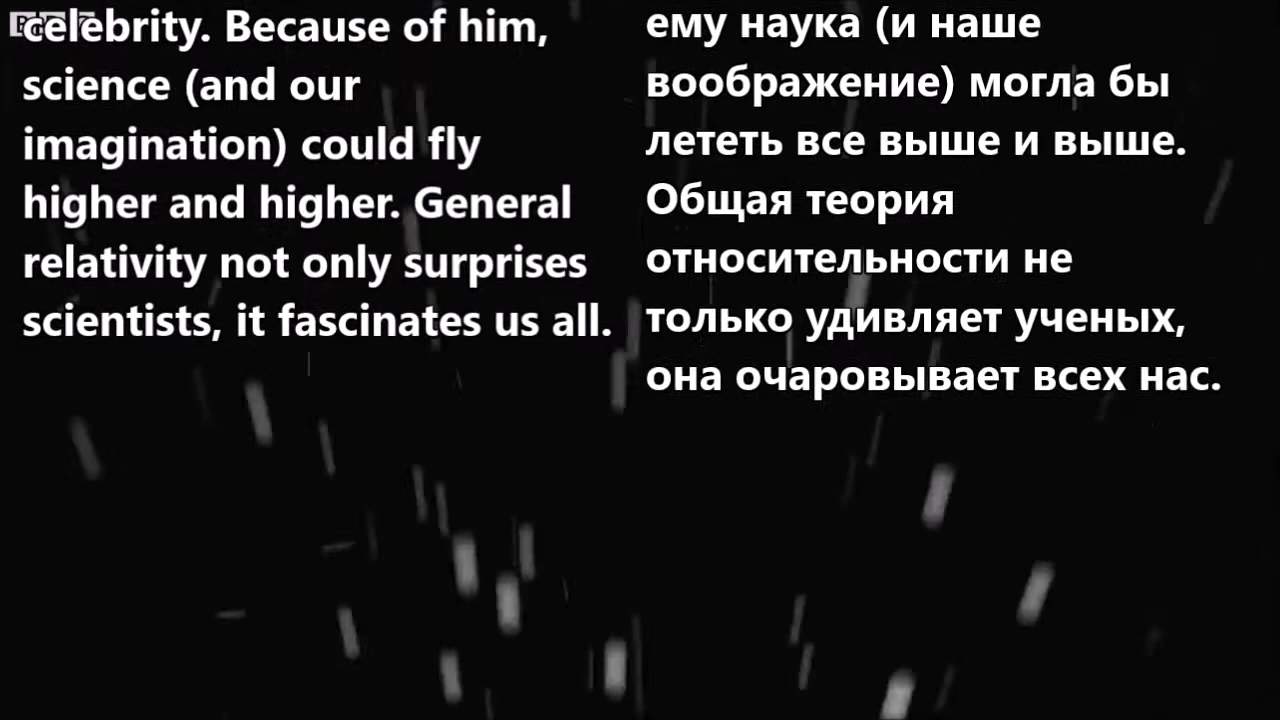 celebrity. Because of him,
science (and our
imagination) could fly
higher and higher. General
relativity not only surprises
scientists, it fascinates us all.
ему наука (и наше
воображение) могла бы
лететь все выше и выше.
Общая теория
относительности не
только удивляет ученых,
она очаровывает всех нас.